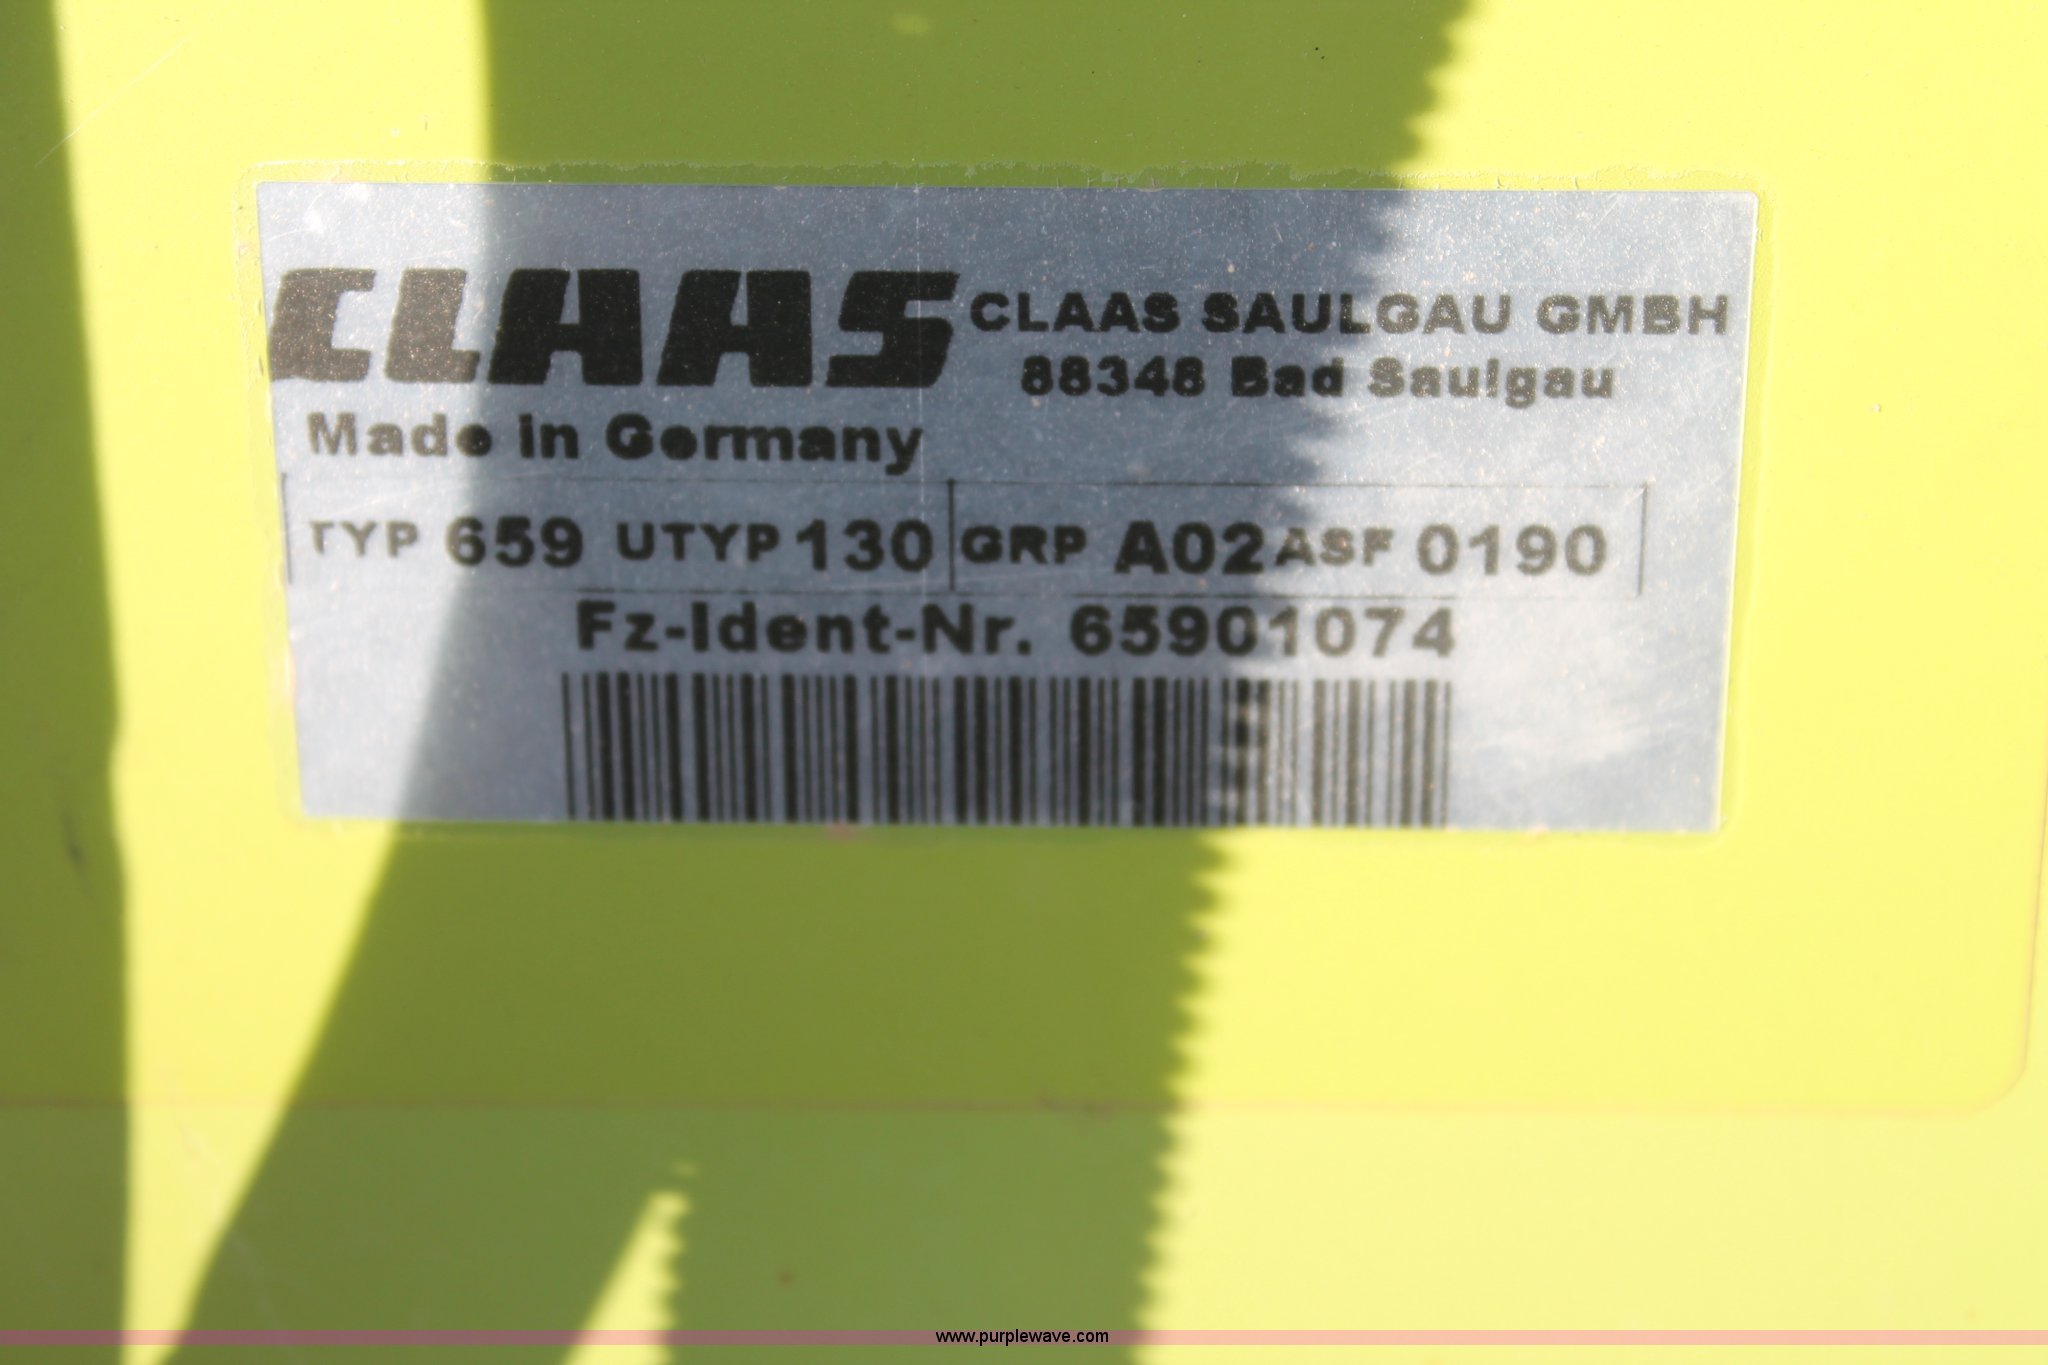 CLAAS
CLAAS SAULGAU GMBH
88348 Bad Saulgau
Made in Germany
TYP 659 UTYP 130 GRP A02 ASF 0190
Fz-Ident-Nr. 65901074
www.purplewave.com